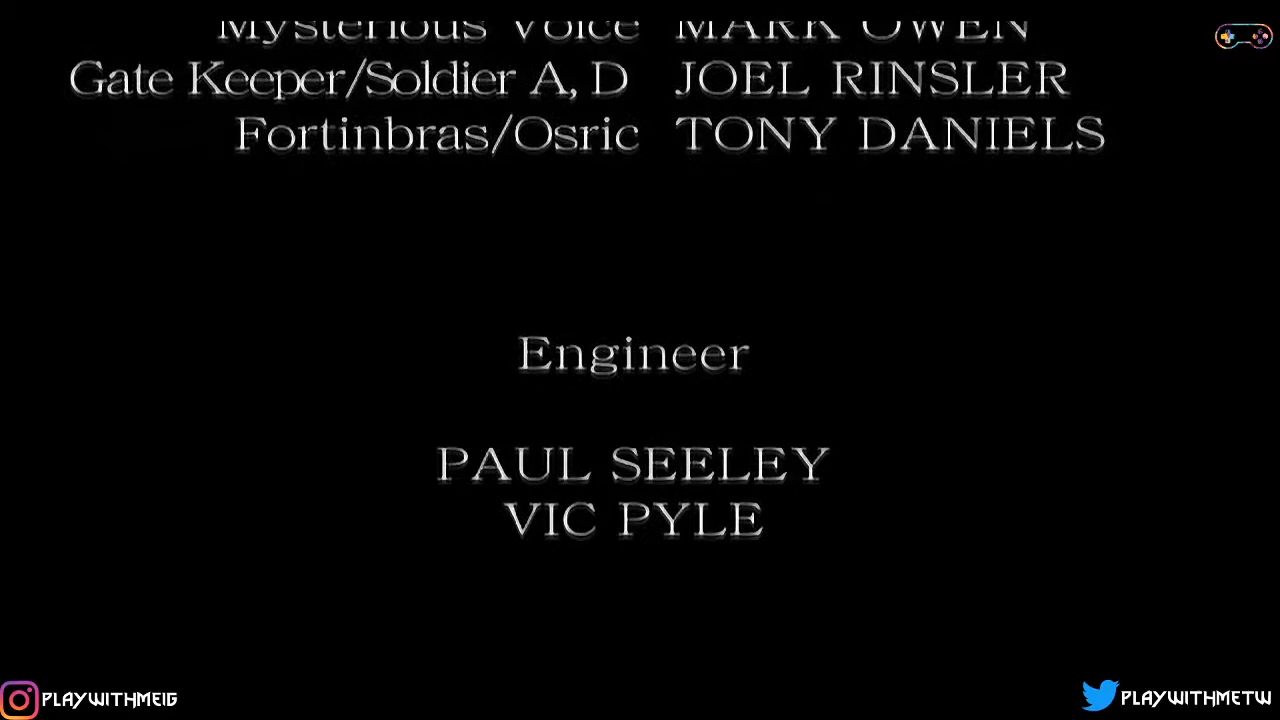 Mysterious Voice MARK OWEN
Gate Keeper/Soldier A, D JOEL RINSLER
Fortinbras/Osric TONY DANIELS
Engineer
PAUL SEELEY
VIC PYLE
PLAYWITHMEIG
PLAYWITHMETW